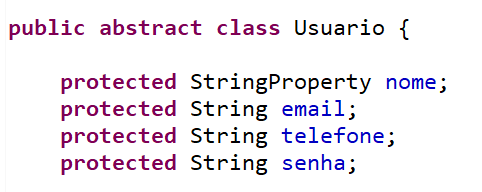 public abstract class Usuario {
protected StringProperty nome;
protected String email;
protected String telefone;
protected String senha;